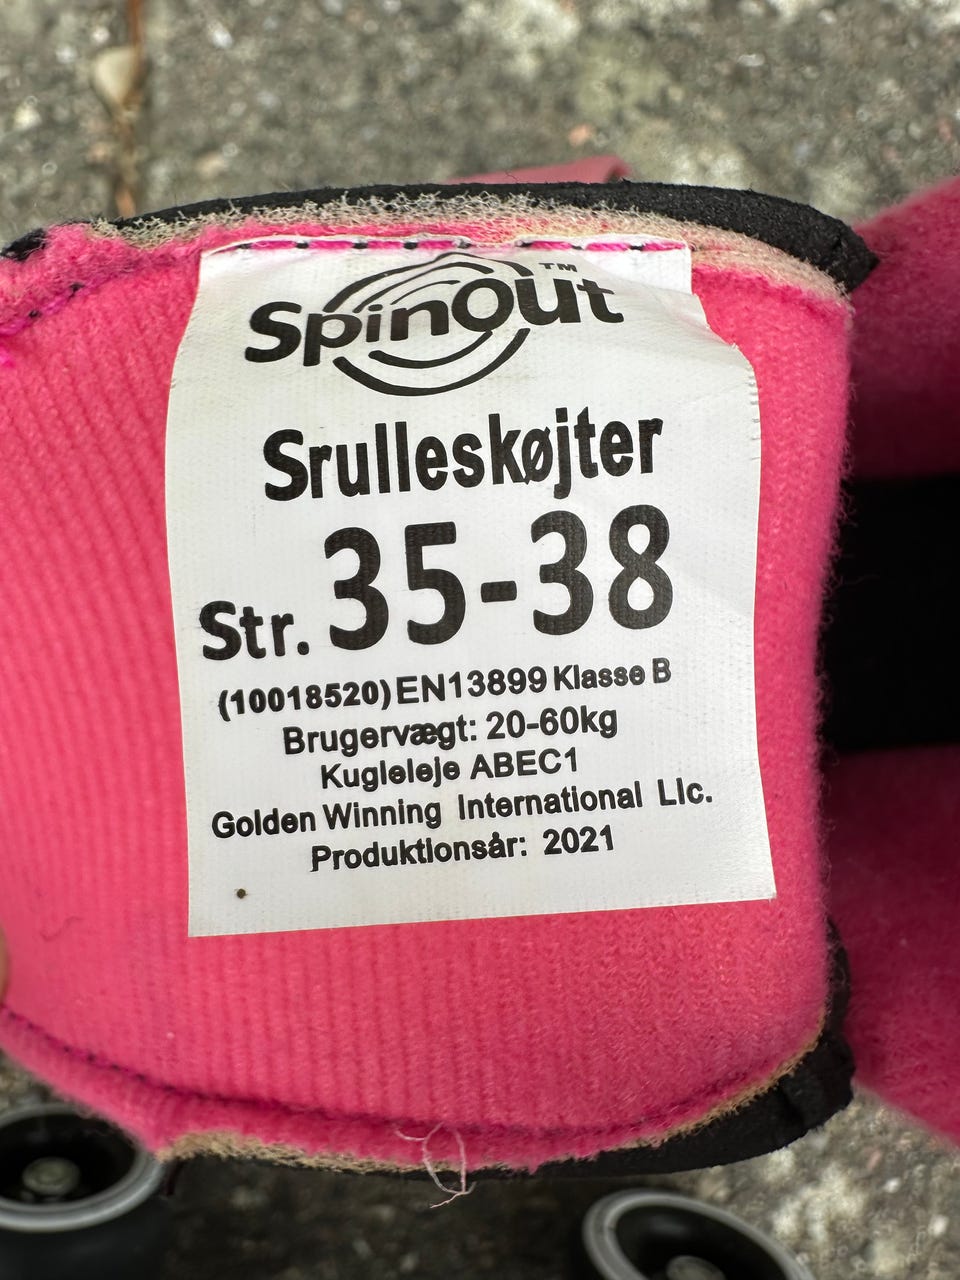 SpinOut™
Srulleskøjter
Str. 35-38
(10018520) EN13899 Klasse B
Brugervægt: 20-60kg
Kugleleje ABEC1
Golden Winning International Llc.
Produktionsår: 2021